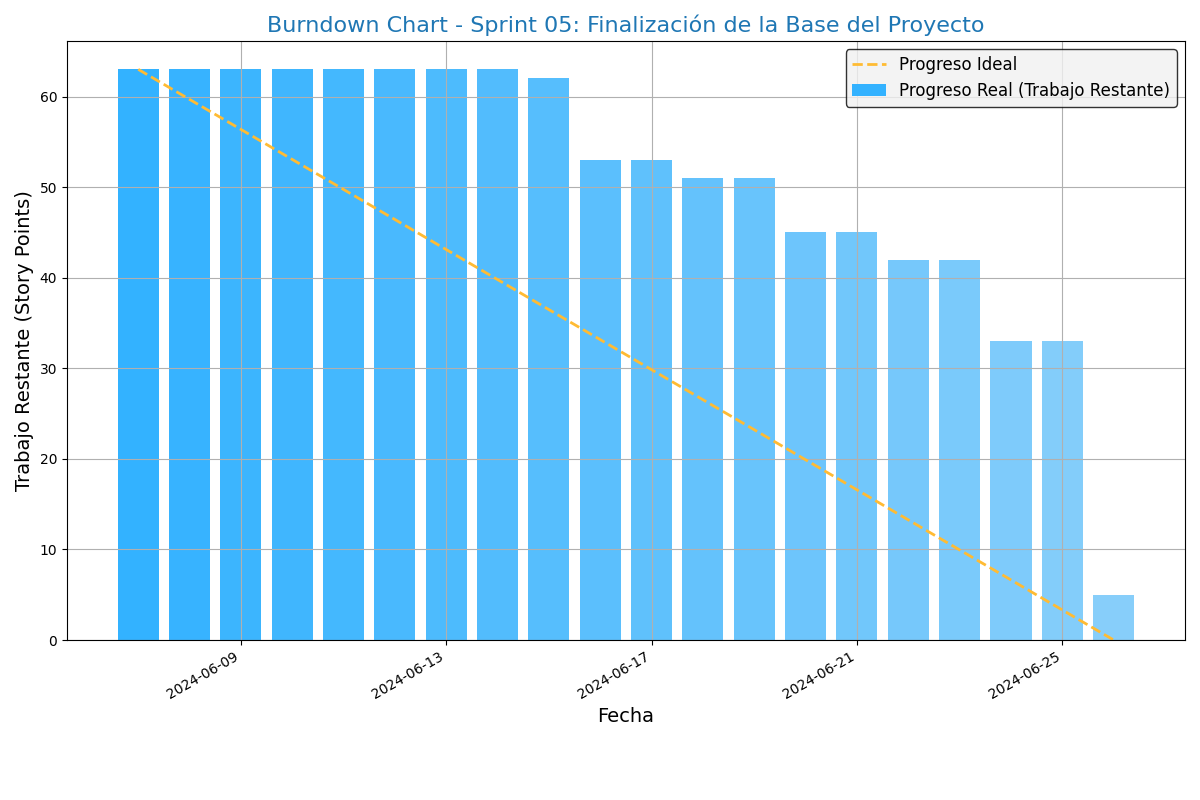 Burndown Chart - Sprint 05: Finalización de la Base del Proyecto
Progreso Ideal
Progreso Real (Trabajo Restante)
Trabajo Restante (Story Points)
60
50
40
30
20
10
0
2024-06-09
2024-06-13
2024-06-17
2024-06-21
2024-06-25
Fecha